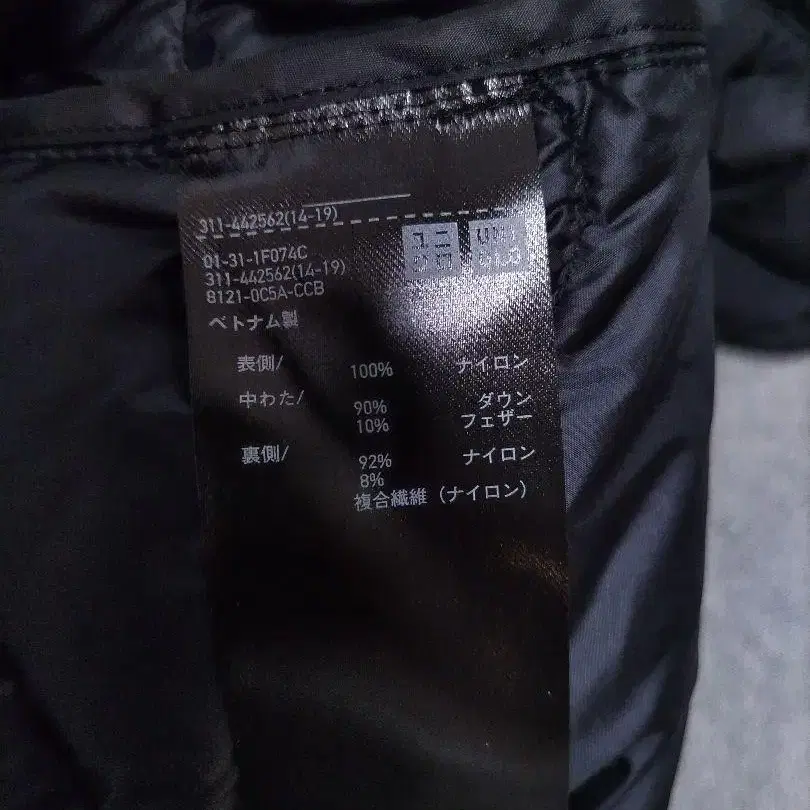 311-442562(14-19)
ユニクロ
UNIQLO
01-31-1F074C
311-442562(14-19)
8121-0C5A-CCB
ベトナム製
表側/ 100% ナイロン
中わた/ 90% ダウン
10% フェザー
裏側/ 92% ナイロン
8%
複合繊維（ナイロン）